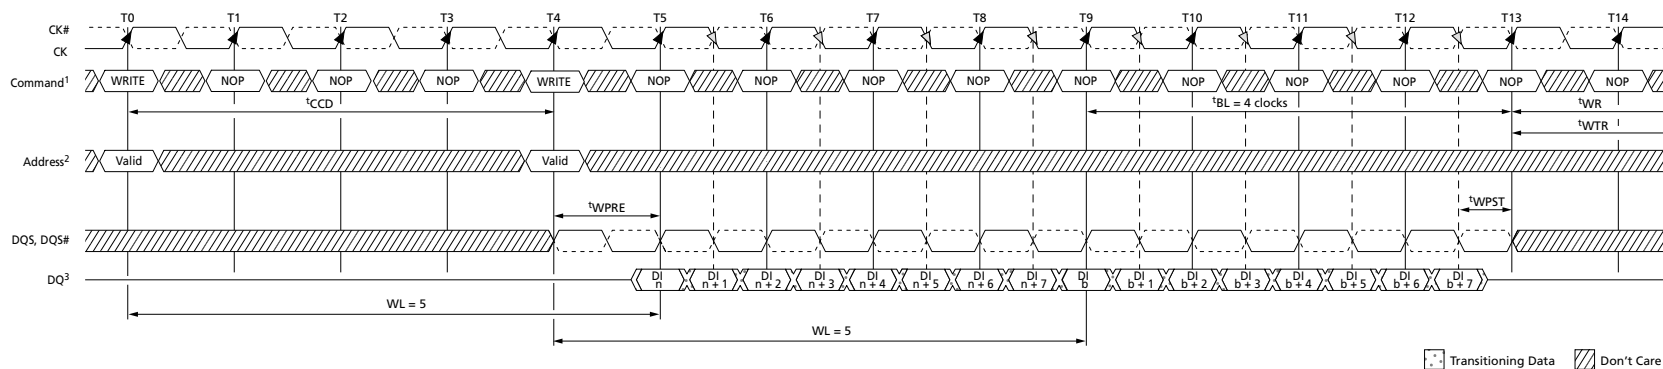 T0 T1 T2 T3 T4 T5 T6 T7 T8 T9 T10 T11 T12 T13 T14
CK#
CK
Command1 WRITE NOP NOP NOP WRITE NOP NOP NOP NOP NOP NOP NOP NOP NOP NOP
tCCD tBL = 4 clocks tWR
tWTR
Address2 Valid Valid
tWPRE tWPST
DQS, DQS#
DQ3 DI n DI n + 1 DI n + 2 DI n + 3 DI n + 4 DI n + 5 DI n + 6 DI n + 7 DI b DI b + 1 DI b + 2 DI b + 3 DI b + 4 DI b + 5 DI b + 6 DI b + 7
WL = 5
WL = 5
Transitioning Data Don't Care